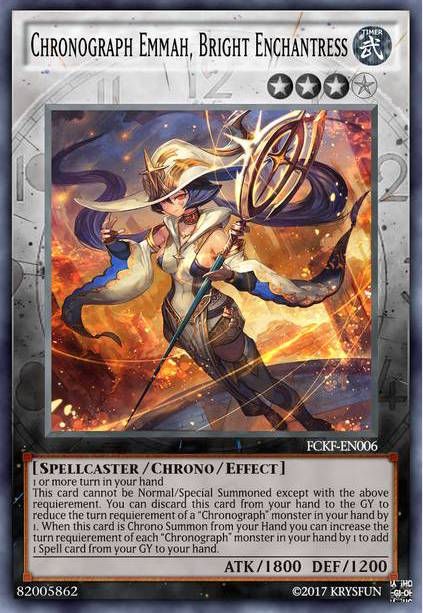 CHRONOGRAPH EMMAH, BRIGHT ENCHANTRESS
TIMER
武
12
2
FCKF-EN006
[ SPELLCASTER / CHRONO / EFFECT ]
1 or more turn in your hand
This card cannot be Normal/Special Summoned except with the above
requirement. You can discard this card from your hand to the GY to
reduce the turn requierement of a "Chronograph" monster in your hand by
1. When this card is Chrono Summon from your Hand you can increase the
turn requierement of each "Chronograph" monster in your hand by 1 to add
1 Spell card from your GY to your hand.
ATK / 1800 DEF / 1200
82005862
©2017 KRYSFUN